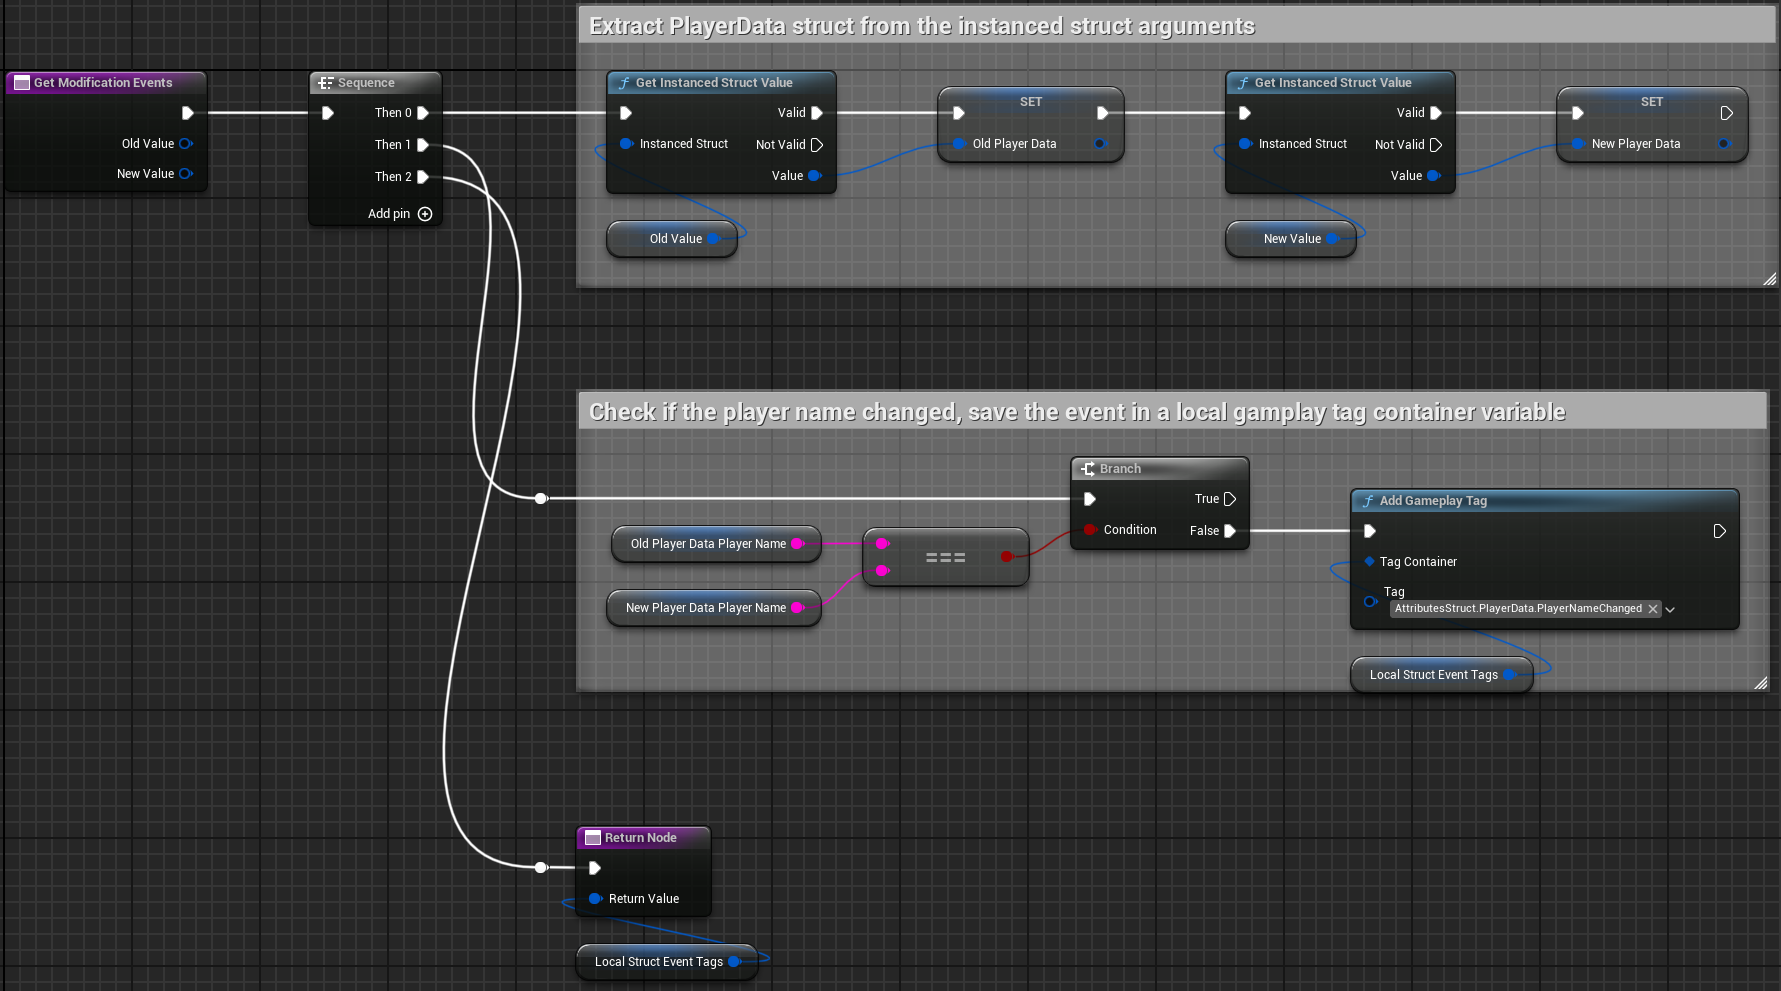 Extract PlayerData struct from the instanced struct arguments
Get Modification Events
Old Value
New Value
Sequence
Then 0
Then 1
Then 2
Add pin
Get Instanced Struct Value
Valid
Instanced Struct
Not Valid
Value
Old Value
SET
Old Player Data
Get Instanced Struct Value
Valid
Instanced Struct
Not Valid
Value
New Value
SET
New Player Data
Check if the player name changed, save the event in a local gamplay tag container variable
Old Player Data Player Name
New Player Data Player Name
===
Branch
True
Condition
False
Add Gameplay Tag
Tag Container
Tag
AttributesStruct.PlayerData.PlayerNameChanged
Local Struct Event Tags
Return Node
Return Value
Local Struct Event Tags